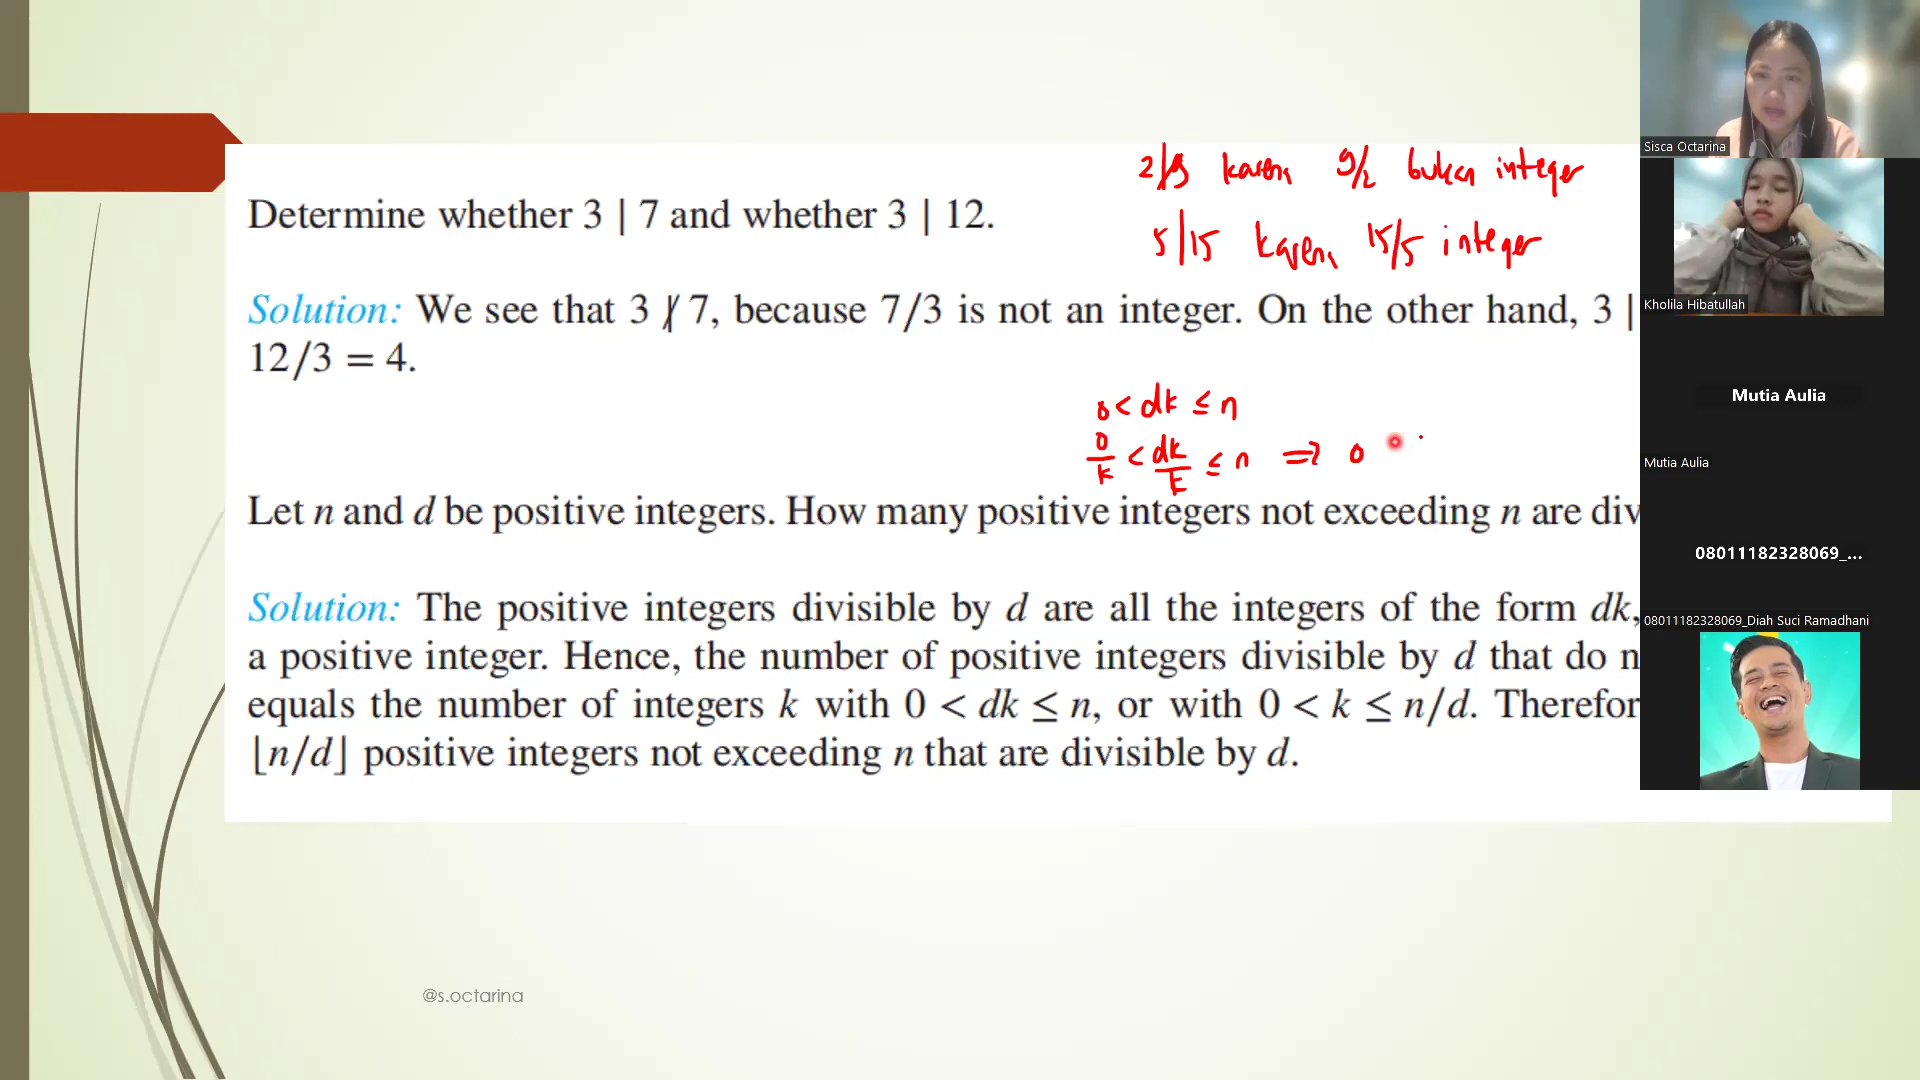 2∤9 karena 9/2 bukan integer
Determine whether 3 | 7 and whether 3 | 12.
5|15 karena 15/5 integer
Solution: We see that 3 ∤ 7, because 7/3 is not an integer. On the other hand, 3 |
12/3 = 4.
0 < dk ≤ n
0/k < dk/k ≤ n ⇒ 0
Let n and d be positive integers. How many positive integers not exceeding n are div
Solution: The positive integers divisible by d are all the integers of the form dk,
a positive integer. Hence, the number of positive integers divisible by d that do n
equals the number of integers k with 0 < dk ≤ n, or with 0 < k ≤ n/d. Therefor
⌊n/d⌋ positive integers not exceeding n that are divisible by d.
@s.octarina
Sisca Octarina
Kholila Hibatullah
Mutia Aulia
Mutia Aulia
08011182328069_...
08011182328069_Diah Suci Ramadhani